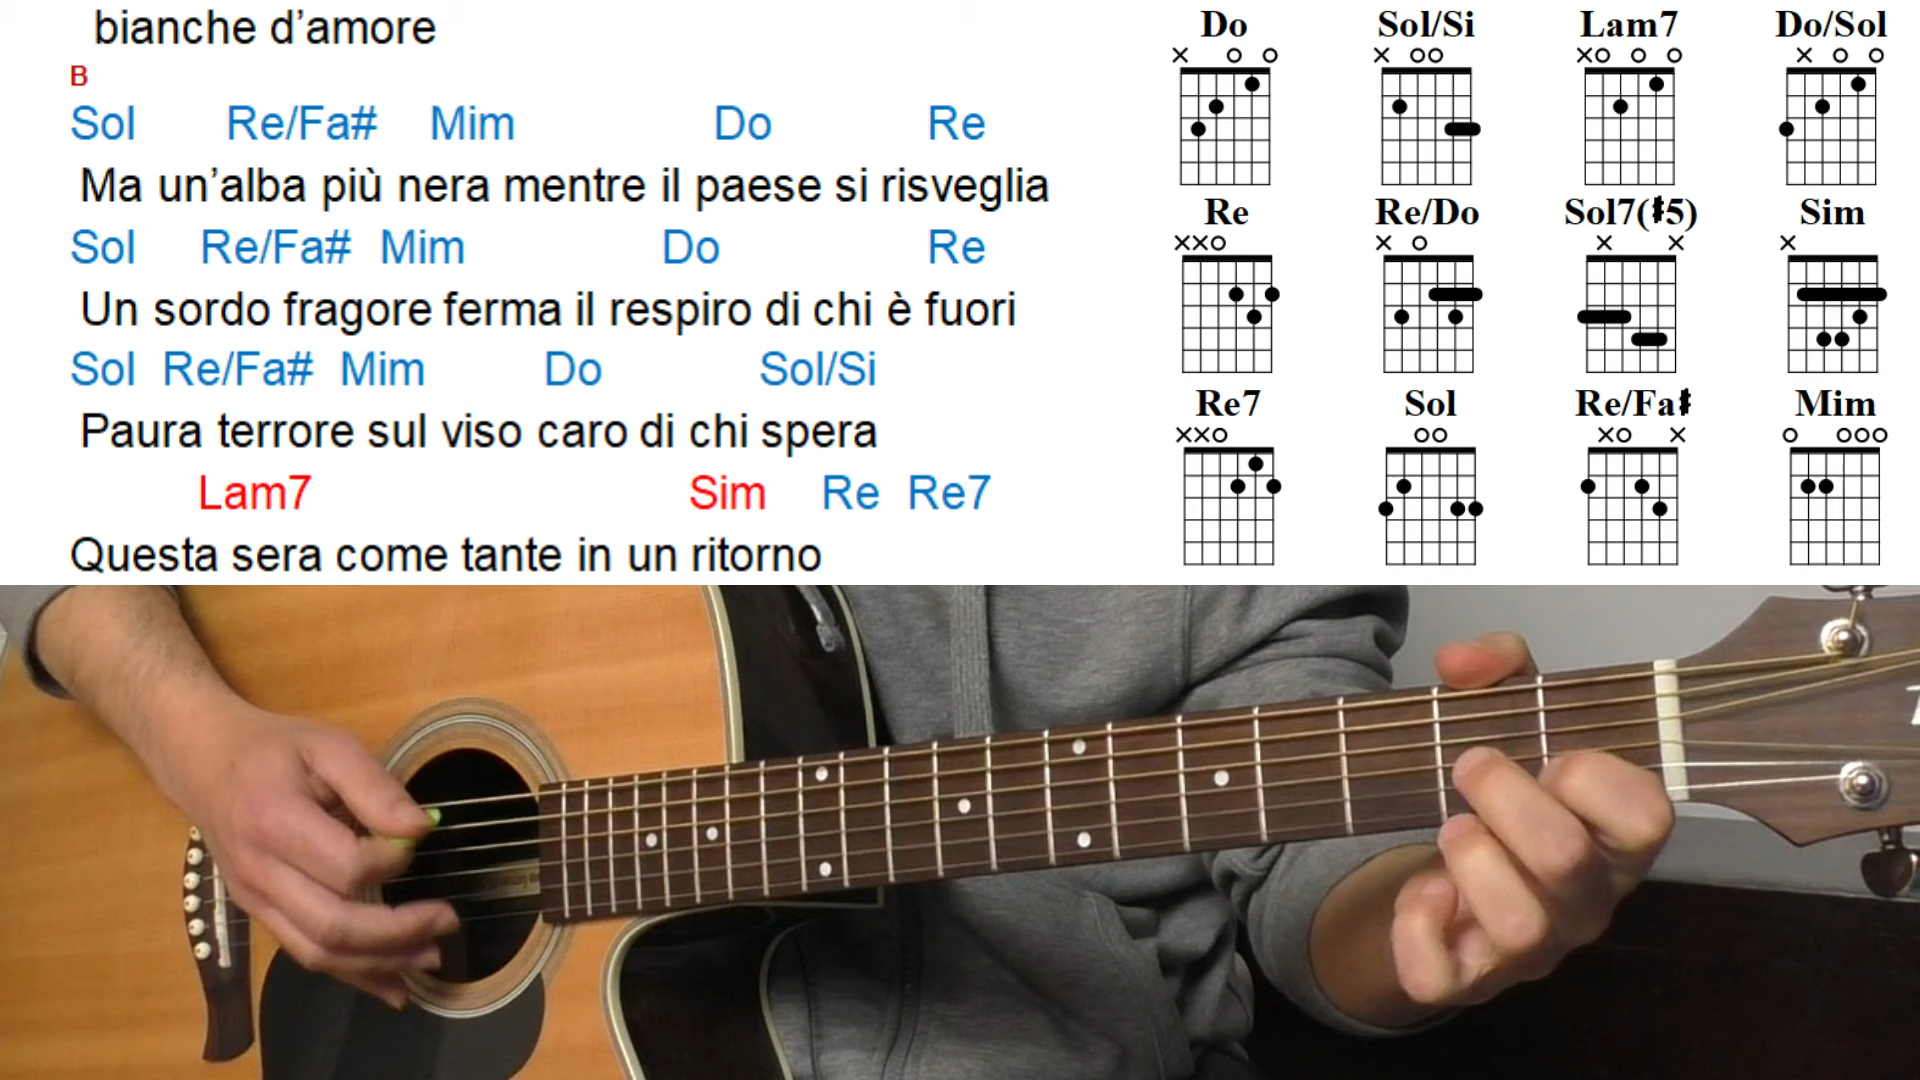 bianche d’amore
B
Sol Re/Fa# Mim Do Re
Ma un’alba più nera mentre il paese si risveglia
Sol Re/Fa# Mim Do Re
Un sordo fragore ferma il respiro di chi è fuori
Sol Re/Fa# Mim Do Sol/Si
Paura terrore sul viso caro di chi spera
Lam7 Sim Re Re7
Questa sera come tante in un ritorno
Do Sol/Si Lam7 Do/Sol
Re Re/Do Sol7(♯5) Sim
Re7 Sol Re/Fa♯ Mim